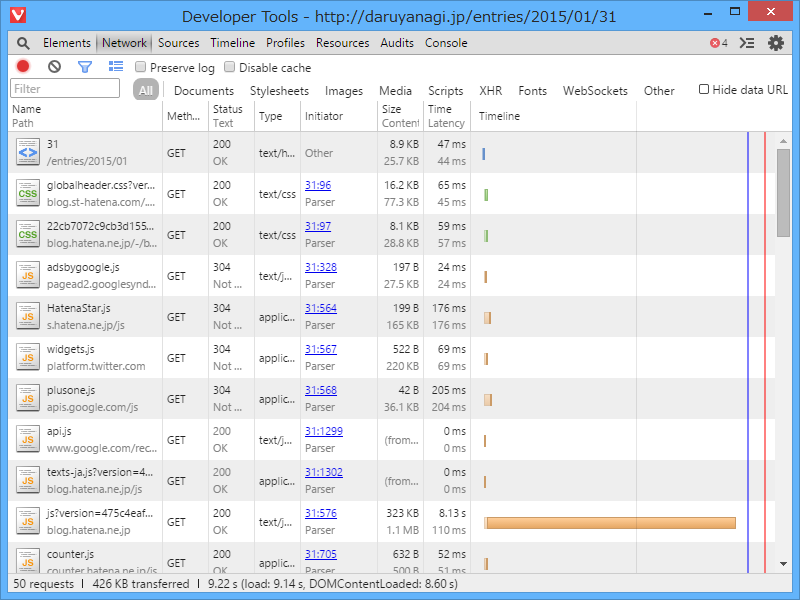 Developer Tools - http://daruyanagi.jp/entries/2015/01/31
Elements Network Sources Timeline Profiles Resources Audits Console 4
Preserve log Disable cache
Filter All Documents Stylesheets Images Media Scripts XHR Fonts WebSockets Other Hide data URL
Name Path Meth... Status Text Type Initiator Size Content Time Latency Timeline
31 GET 200 text/h... Other 8.9 KB 47 ms
/entries/2015/01 OK 25.7 KB 44 ms
globalheader.css?ver... GET 200 text/css 31:96 16.2 KB 65 ms
blog.st-hatena.com/... OK Parser 77.3 KB 45 ms
22cb7072c9cb3d155... GET 200 text/css 31:97 8.1 KB 59 ms
blog.hatena.ne.jp/-/b... OK Parser 28.8 KB 57 ms
adsbygoogle.js GET 304 text/j... 31:328 197 B 24 ms
pagead2.googlesynd... Not ... Parser 27.5 KB 24 ms
HatenaStar.js GET 304 applic... 31:564 199 B 176 ms
s.hatena.ne.jp/js Not ... Parser 165 KB 176 ms
widgets.js GET 304 applic... 31:567 522 B 69 ms
platform.twitter.com Not ... Parser 220 KB 69 ms
plusone.js GET 304 applic... 31:568 42 B 205 ms
apis.google.com/js Not ... Parser 36.1 KB 204 ms
api.js GET 200 text/j... 31:1299 (from... 0 ms
www.google.com/rec... OK Parser 0 ms
texts-ja.js?version=4... GET 200 applic... 31:1302 (from... 0 ms
blog.hatena.ne.jp/js OK Parser 0 ms
js?version=475c4eaf... GET 200 text/j... 31:576 323 KB 8.13 s
blog.hatena.ne.jp OK Parser 1.1 MB 110 ms
counter.js GET 200 applic... 31:705 632 B 52 ms
counter.hatena.ne.jp/js OK Parser 500 B 51 ms
50 requests | 426 KB transferred | 9.22 s (load: 9.14 s, DOMContentLoaded: 8.60 s)